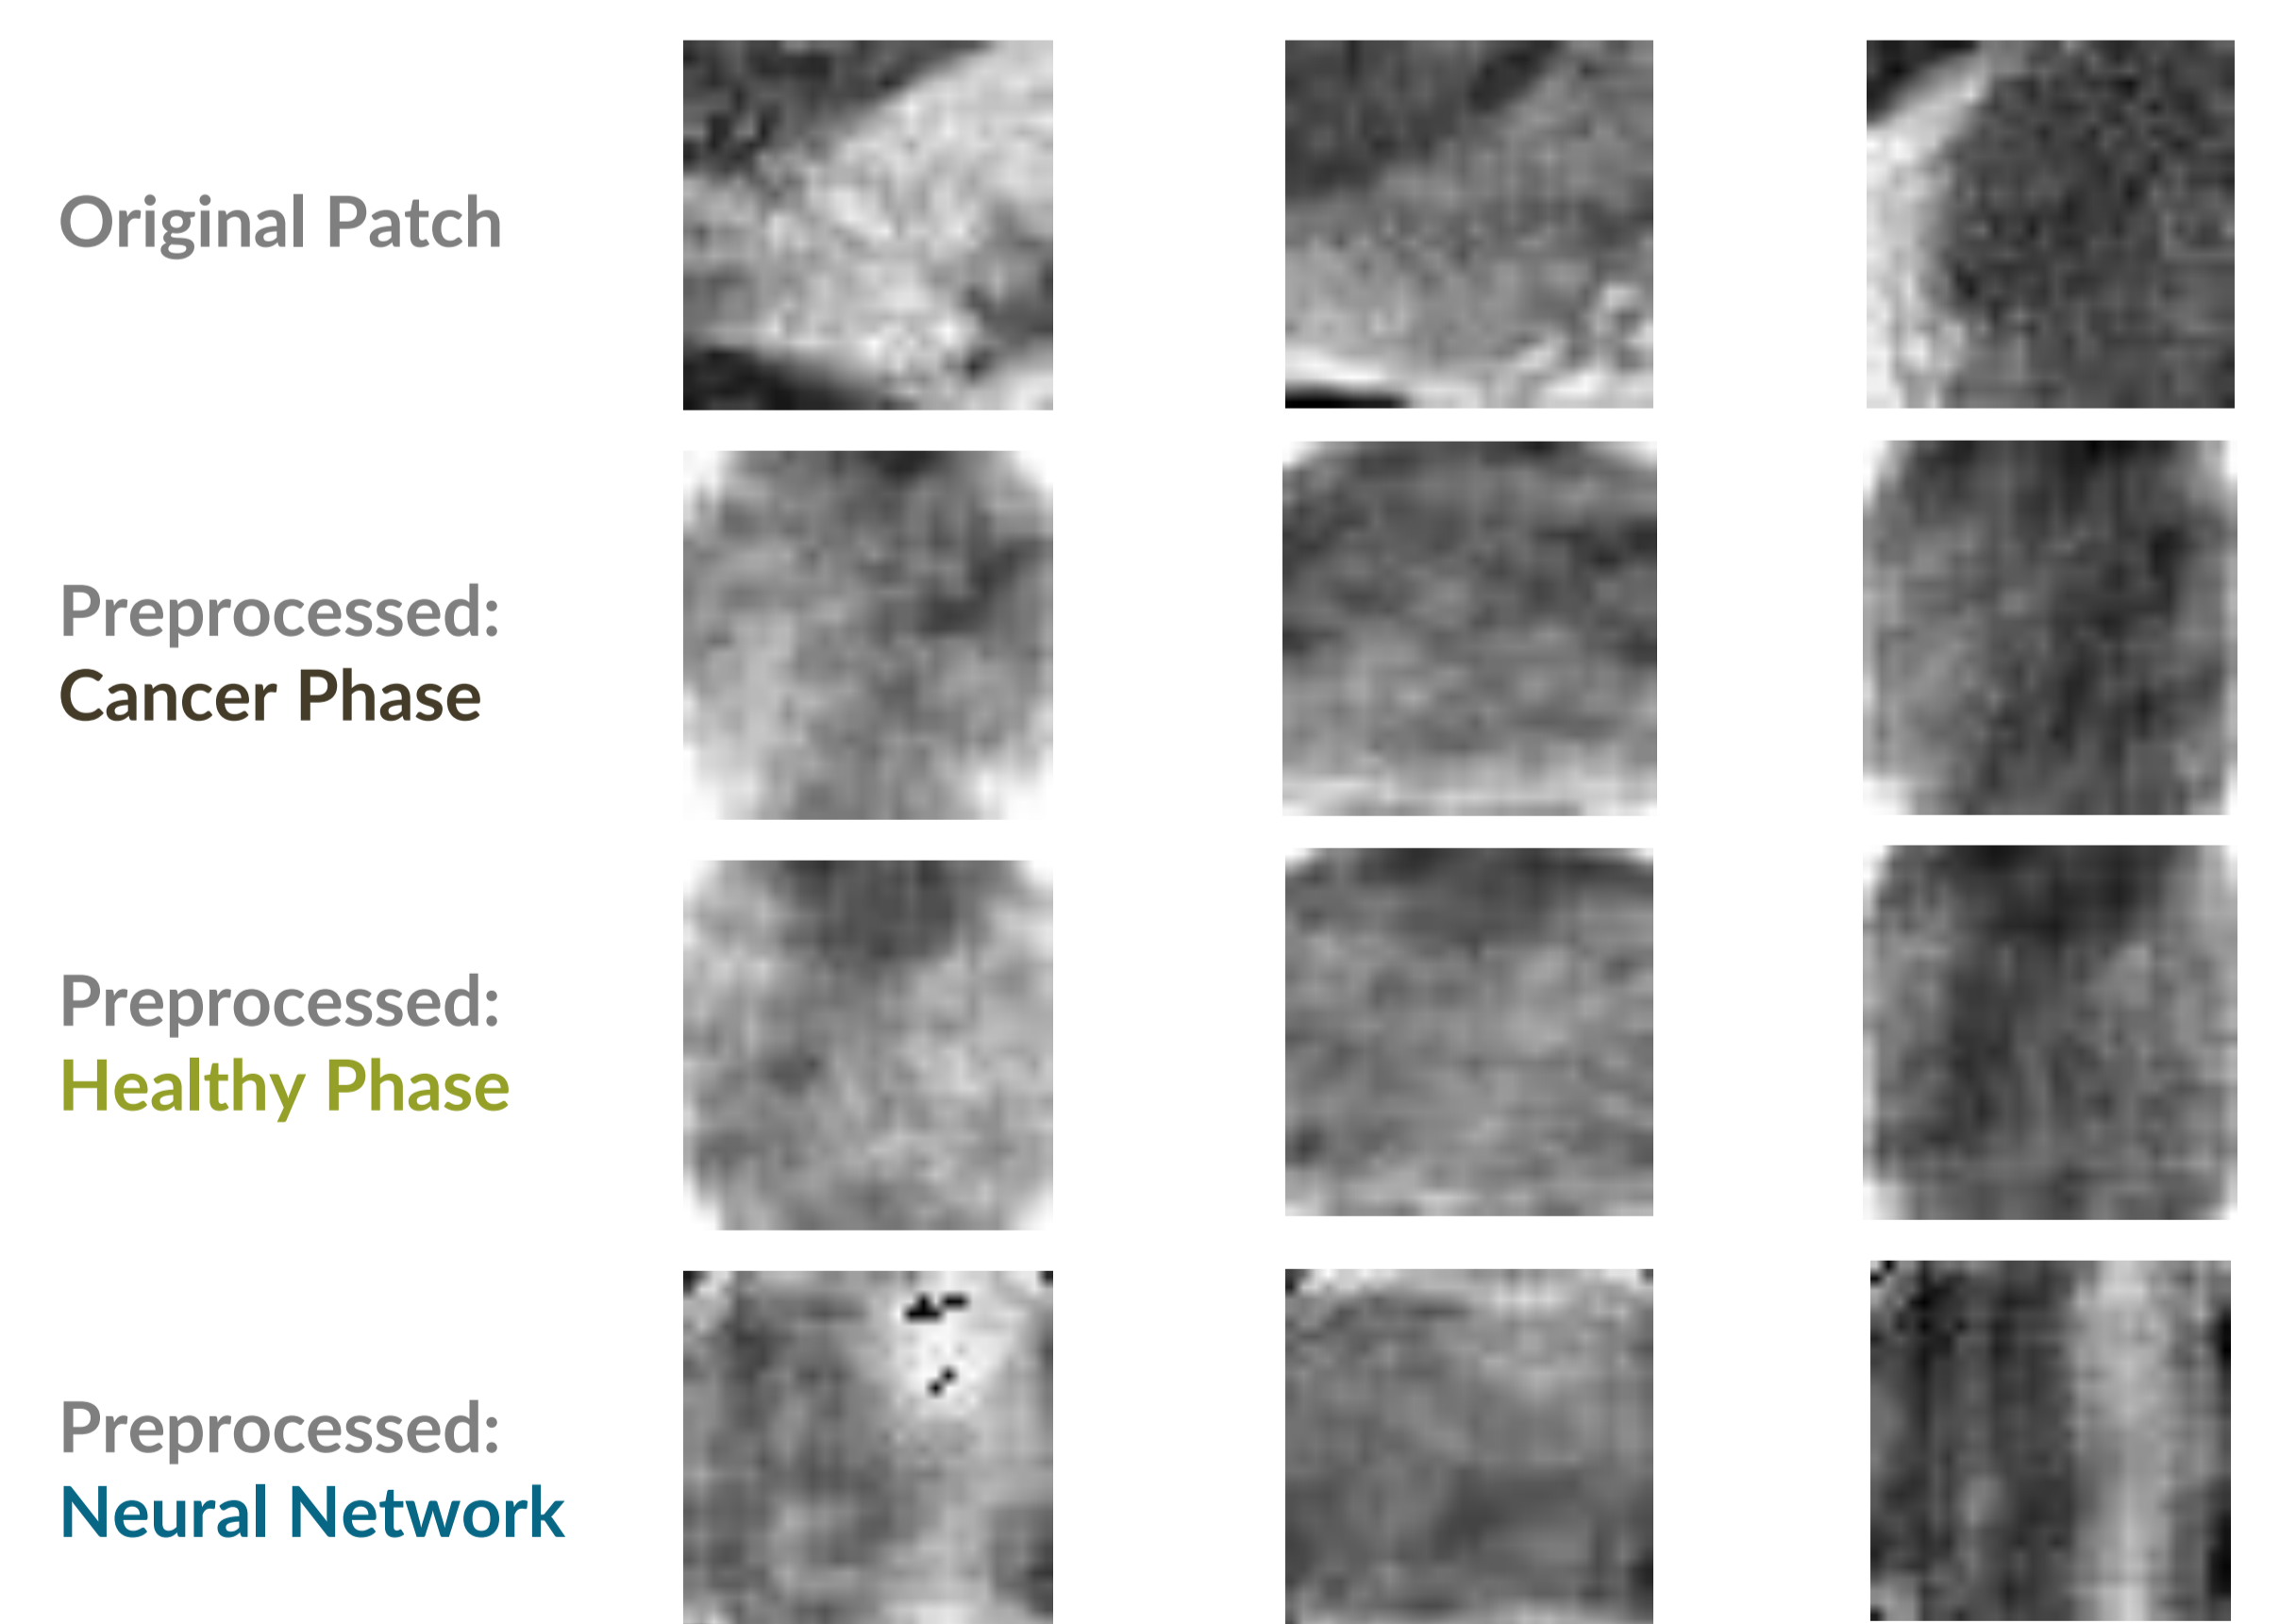 Original Patch
Preprocessed:
Cancer Phase
Preprocessed:
Healthy Phase
Preprocessed:
Neural Network